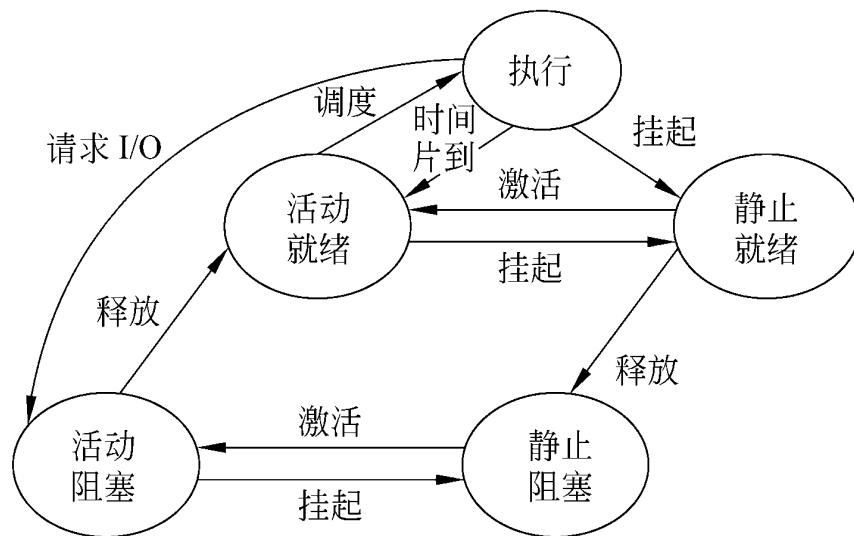 执行
调度
时间
片到
挂起
请求 I/O
激活
活动
就绪
静止
就绪
挂起
释放
释放
激活
活动
阻塞
静止
阻塞
挂起